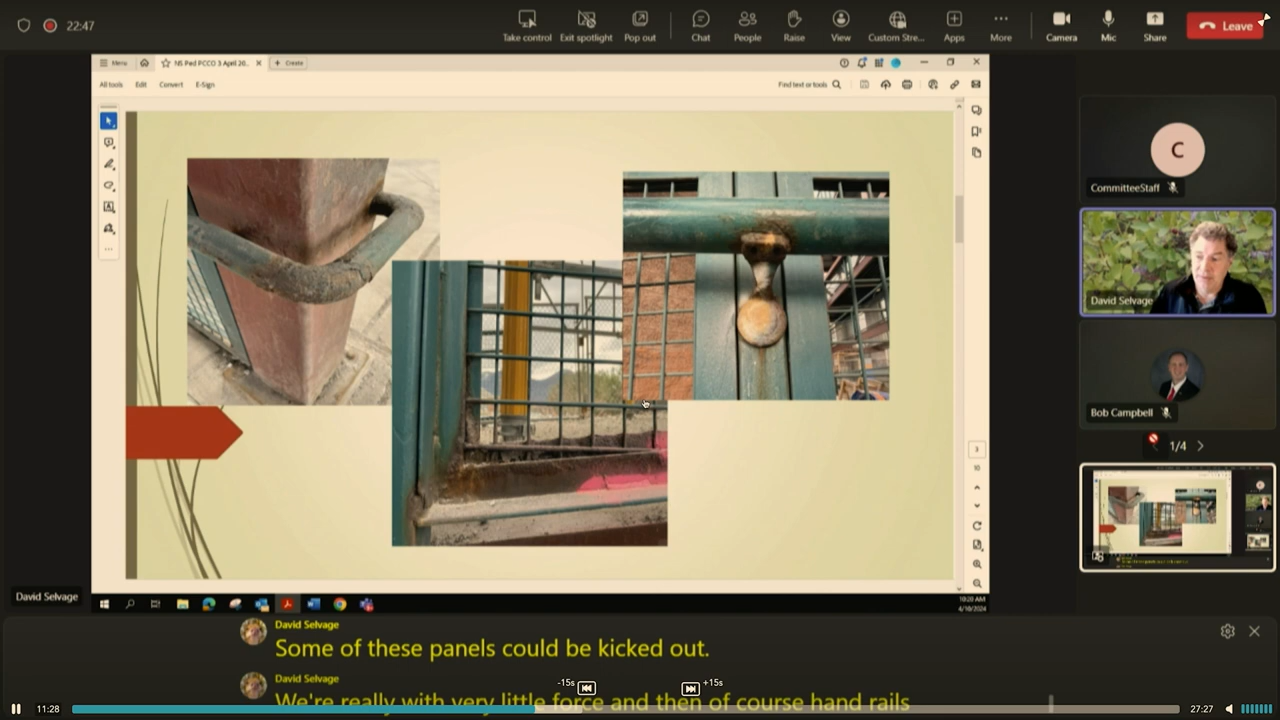 22:47
Take control
Exit spotlight
Pop out
Chat
People
Raise
View
Custom Stre...
Apps
More
Camera
Mic
Share
Leave
Menu
NS Ped PCCO 3 April 20..
Create
All tools
Edit
Convert
E-Sign
Find text or tools
3
10
10:20 AM
4/18/2024
C
CommitteeStaff
David Selvage
Bob Campbell
1/4
David Selvage
David Selvage
Some of these panels could be kicked out.
David Selvage
We're really with very little force and then of course hand rails
-15s
+15s
11:28
27:27